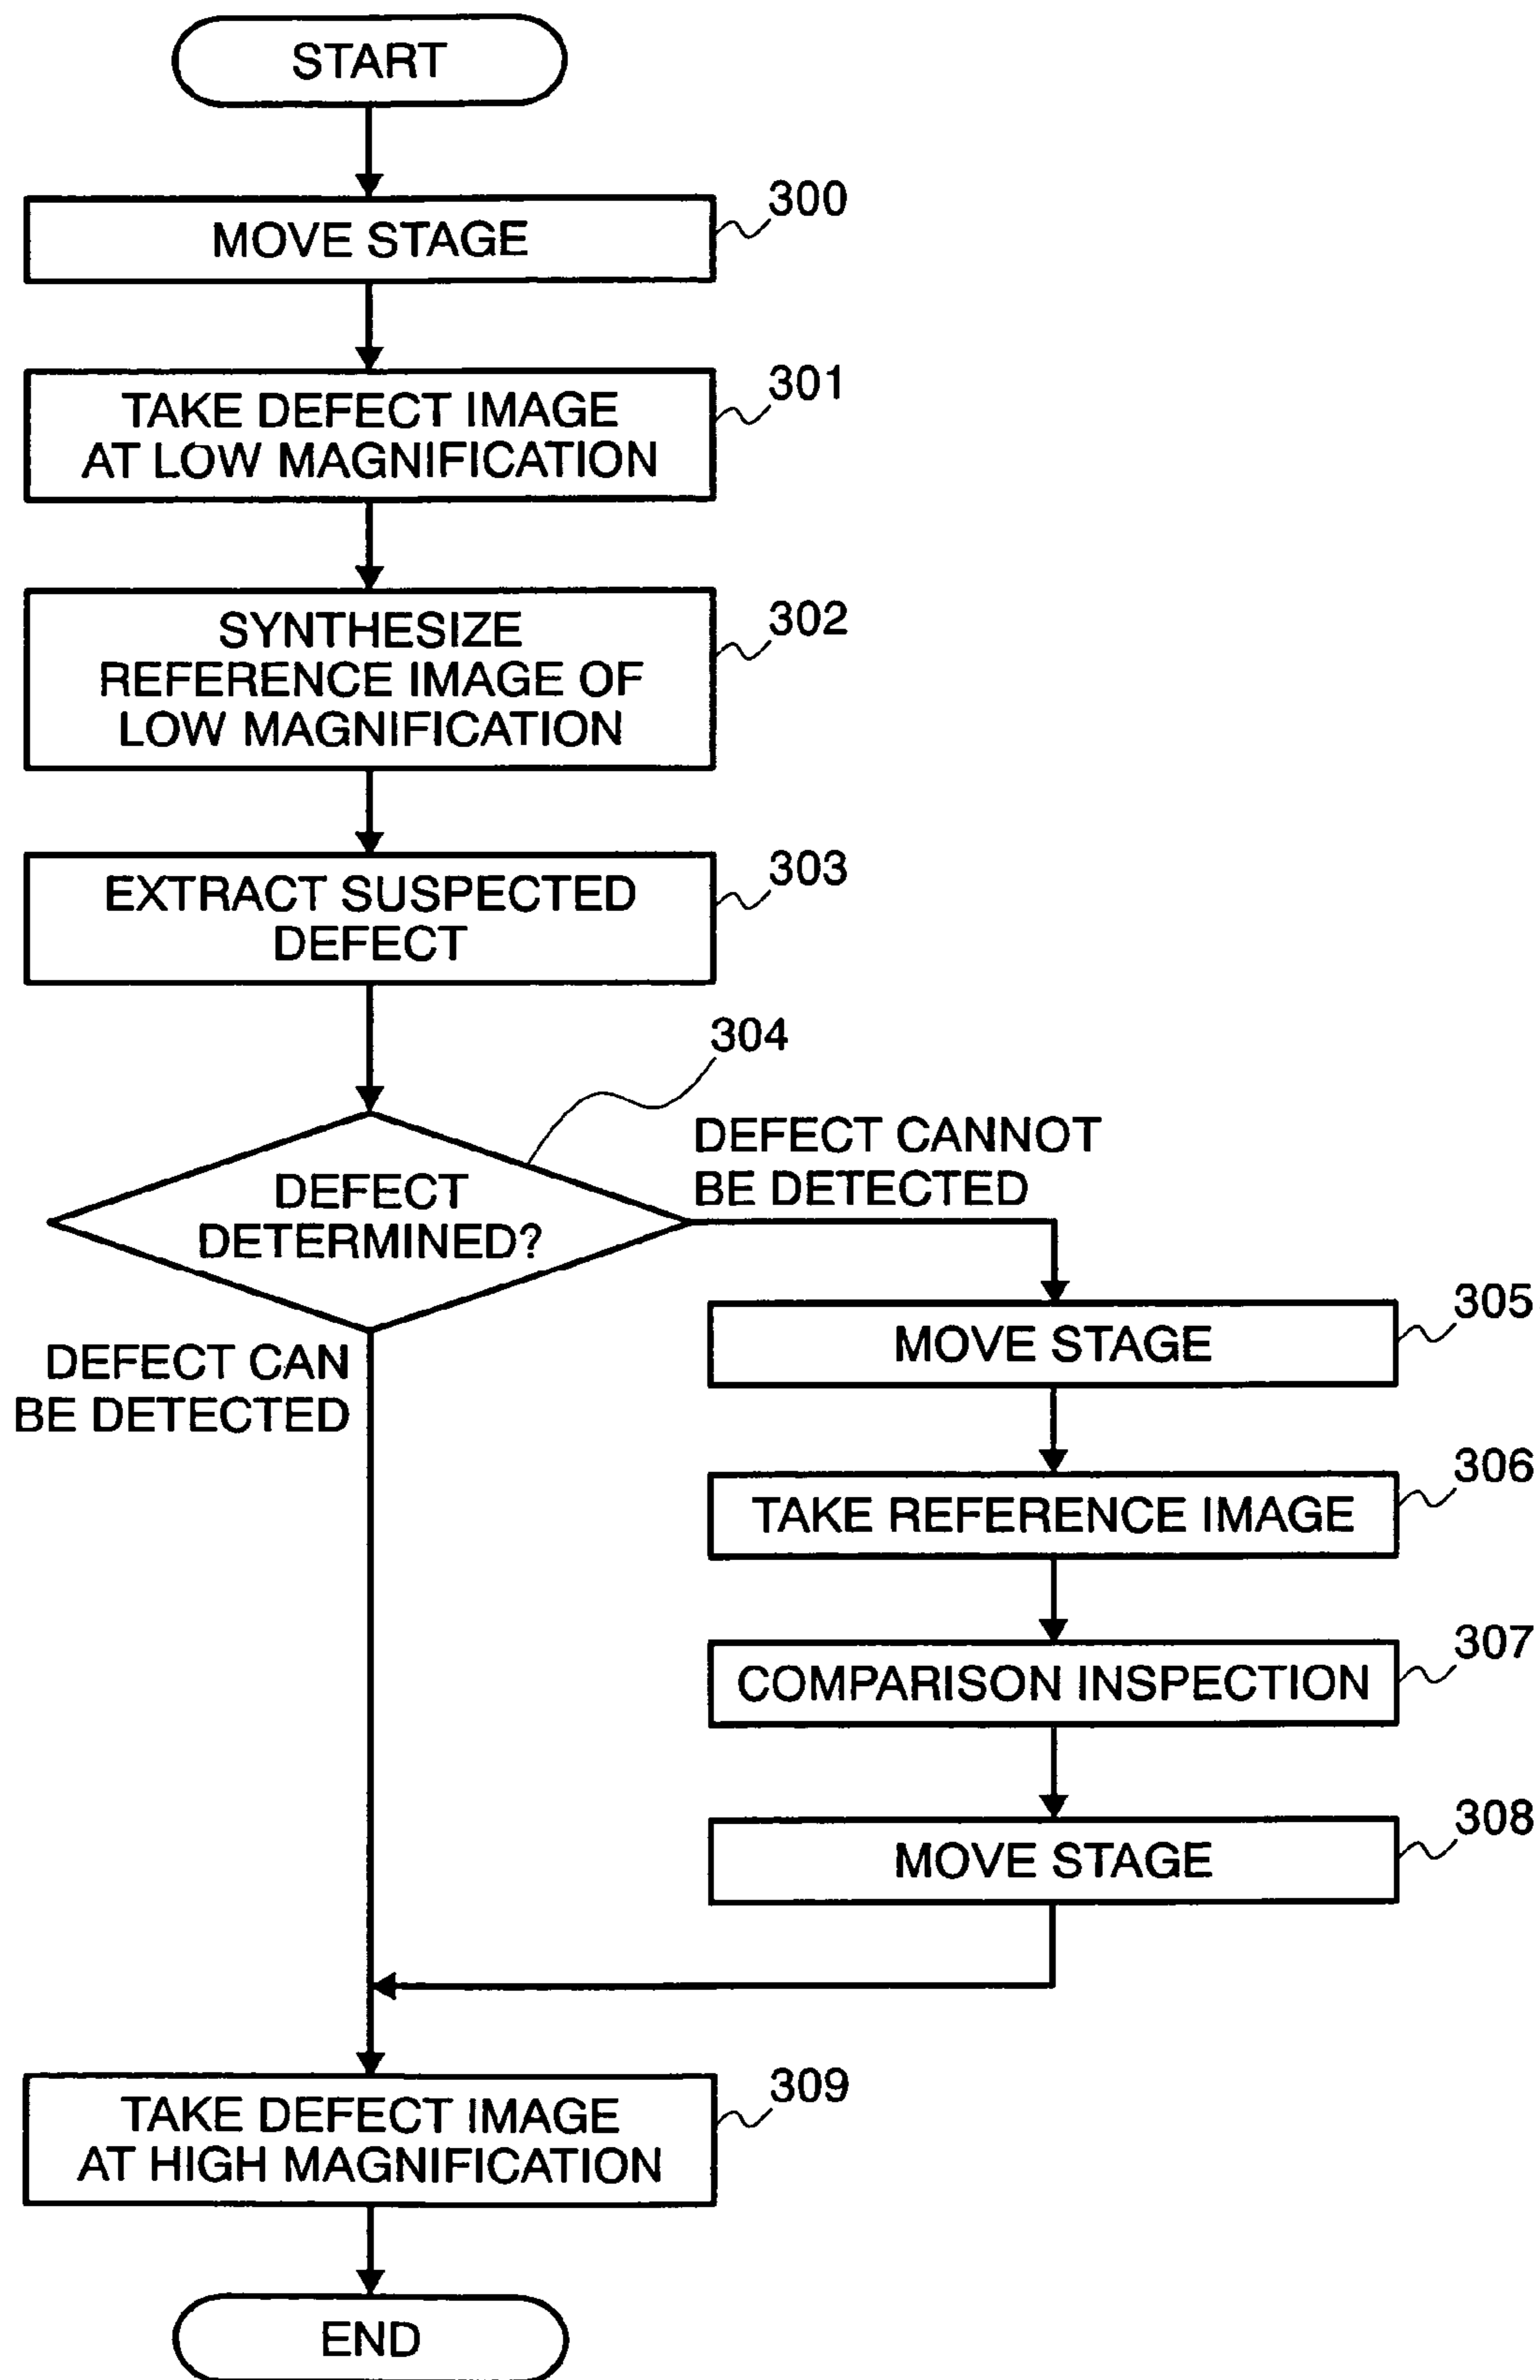 START
MOVE STAGE
300
TAKE DEFECT IMAGE
AT LOW MAGNIFICATION
301
SYNTHESIZE
REFERENCE IMAGE OF
LOW MAGNIFICATION
302
EXTRACT SUSPECTED
DEFECT
303
304
DEFECT
DETERMINED?
DEFECT CANNOT
BE DETECTED
DEFECT CAN
BE DETECTED
MOVE STAGE
305
TAKE REFERENCE IMAGE
306
COMPARISON INSPECTION
307
MOVE STAGE
308
TAKE DEFECT IMAGE
AT HIGH MAGNIFICATION
309
END